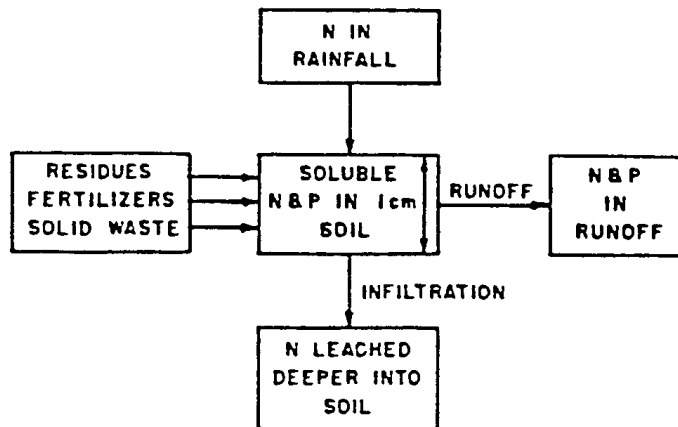 N IN
RAINFALL
RESIDUES
FERTILIZERS
SOLID WASTE
SOLUBLE
N & P IN 1cm
SOIL
RUNOFF
N & P
IN
RUNOFF
INFILTRATION
N LEACHED
DEEPER INTO
SOIL